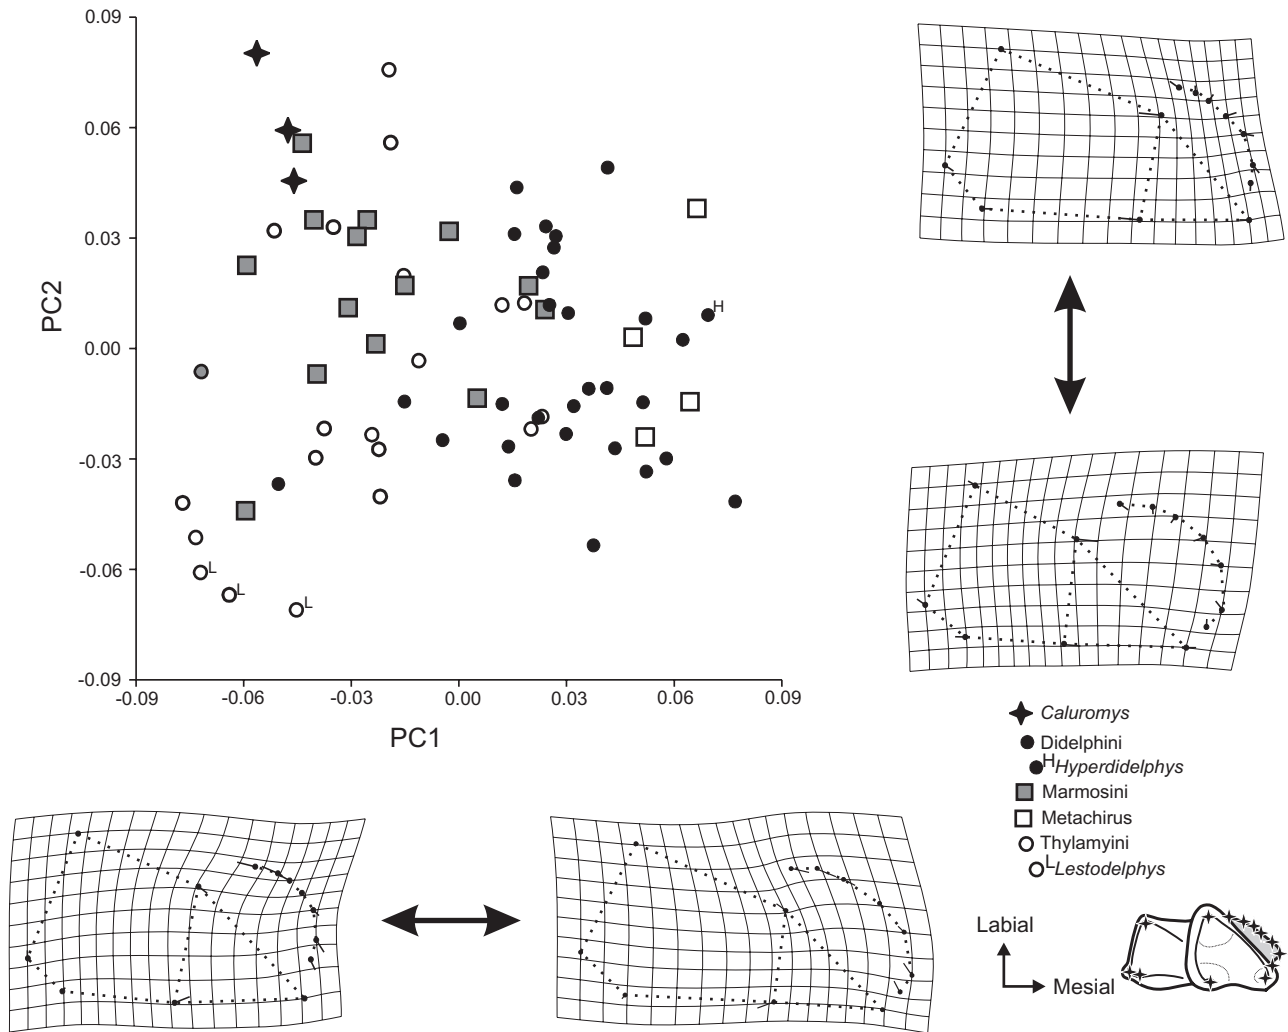 0.09
0.06
0.03
0.00
-0.03
-0.06
-0.09
PC2
H
L
L
L
-0.09
-0.06
-0.03
0.00
0.03
0.06
0.09
PC1
Caluromys
Didelphini
H Hyperdidelphys
Marmosini
Metachirus
Thylamyini
L Lestodelphys
Labial
Mesial